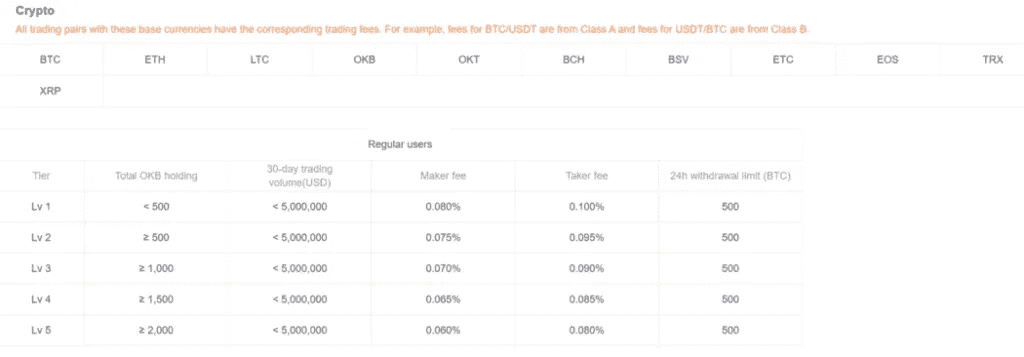 Crypto
All trading pairs with these base currencies have the corresponding trading fees. For example, fees for BTC/USDT are from Class A and fees for USDT/BTC are from Class B.
BTC ETH LTC OKB OKT BCH BSV ETC EOS TRX
XRP
Regular users
Tier Total OKB holding 30-day trading volume(USD) Maker fee Taker fee 24h withdrawal limit (BTC)
Lv 1 < 500 < 5,000,000 0.080% 0.100% 500
Lv 2 ≥ 500 < 5,000,000 0.075% 0.095% 500
Lv 3 ≥ 1,000 < 5,000,000 0.070% 0.090% 500
Lv 4 ≥ 1,500 < 5,000,000 0.065% 0.085% 500
Lv 5 ≥ 2,000 < 5,000,000 0.060% 0.080% 500